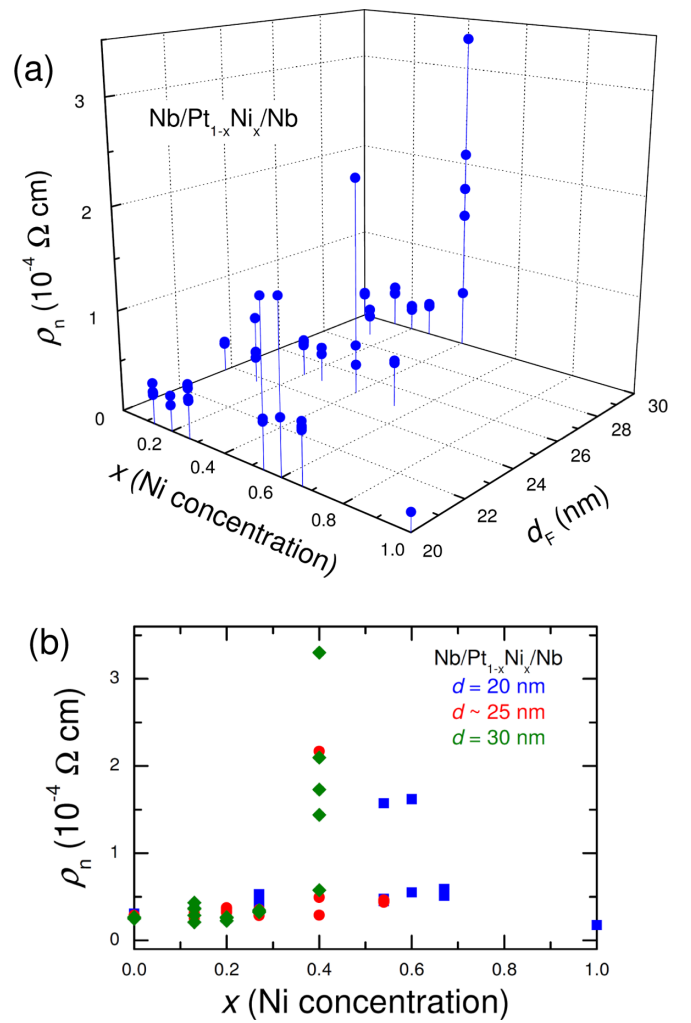 (a)
Nb/Pt1-xNix/Nb
3
2
1
0
ρn (10-4 Ω cm)
0.2
0.4
0.6
0.8
1.0
x (Ni concentration)
20
22
24
26
28
30
dF (nm)
(b)
Nb/Pt1-xNix/Nb
d = 20 nm
d ~ 25 nm
d = 30 nm
3
2
1
0
ρn (10-4 Ω cm)
0.0 0.2 0.4 0.6 0.8 1.0
x (Ni concentration)